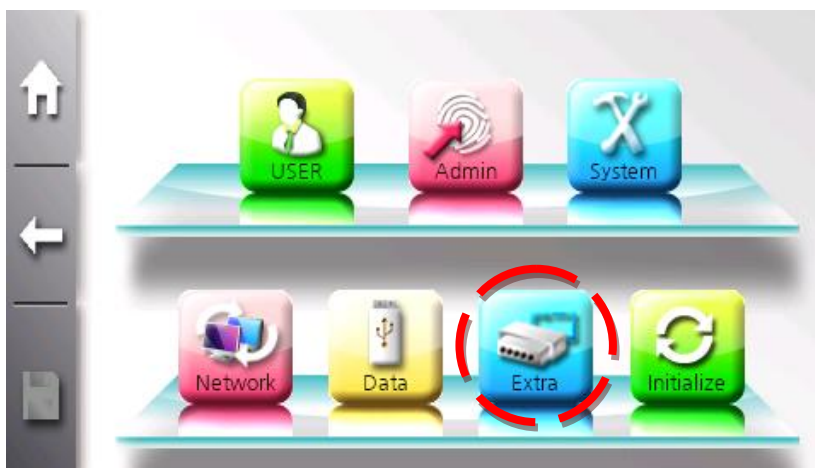 USER
Admin
System
Network
Data
Extra
Initialize